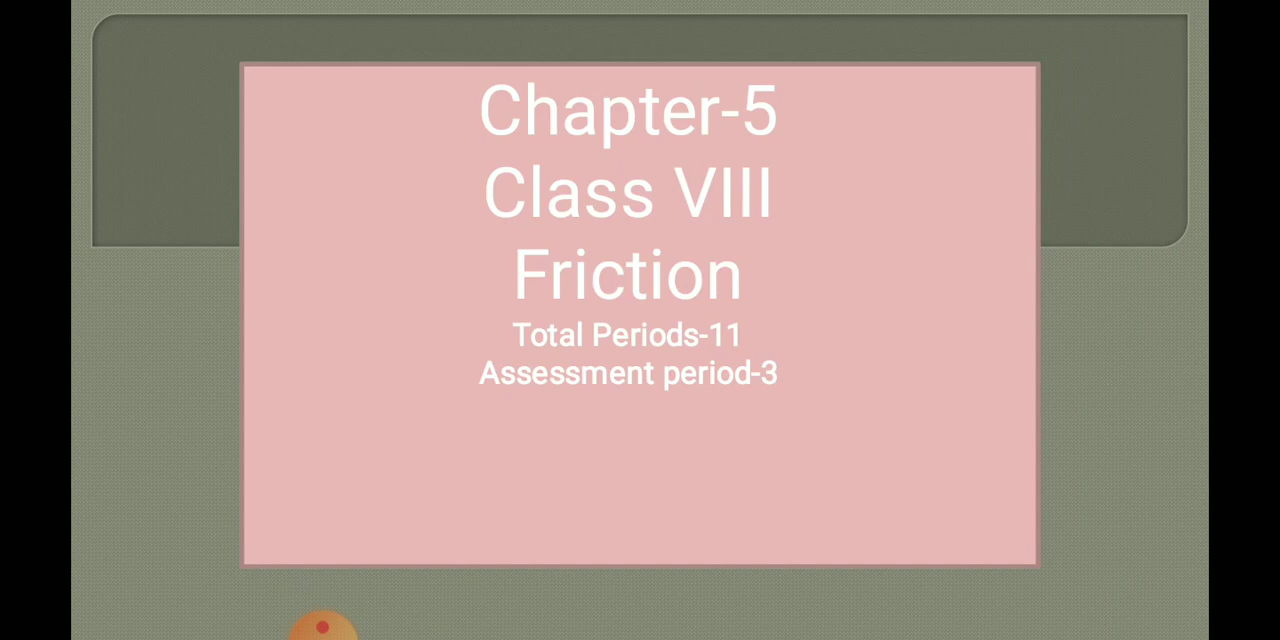 Chapter-5
Class VIII
Friction
Total Periods-11
Assessment period-3